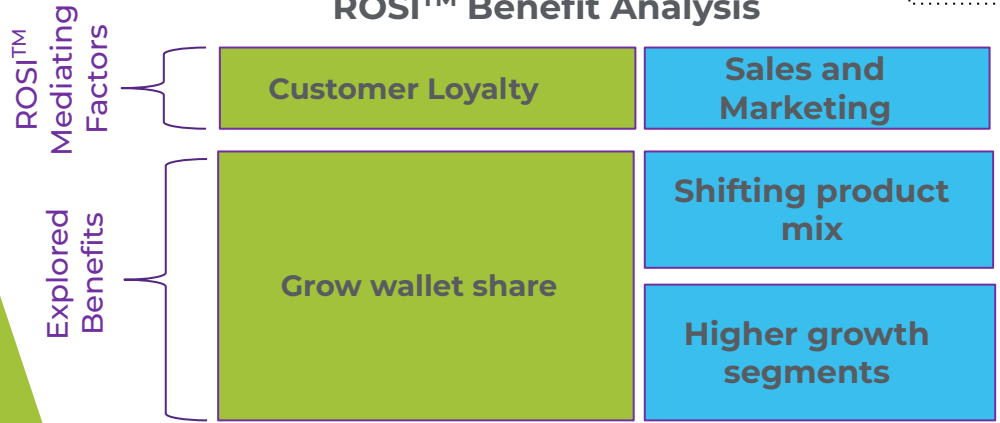 ROSI™ Benefit Analysis
ROSI™
Mediating
Factors
Customer Loyalty
Sales and
Marketing
Explored
Benefits
Grow wallet share
Shifting product
mix
Higher growth
segments